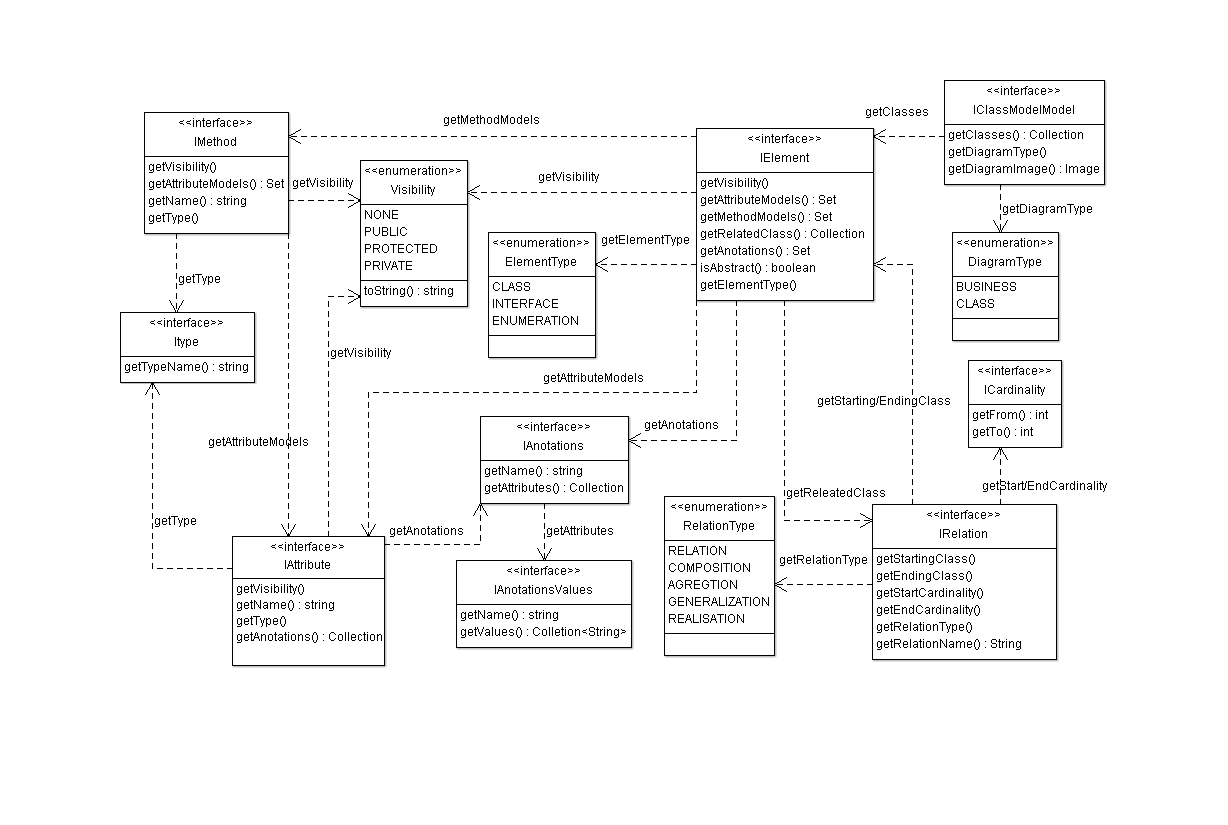 <<interface>>
IClassModelModel
getClasses() : Collection
getDiagramType()
getDiagramImage() : Image
getClasses
getMethodModels
<<interface>>
IMethod
getVisibility()
getAttributeModels() : Set
getName() : string
getType()
<<interface>>
IElement
getVisibility()
getAttributeModels() : Set
getMethodModels() : Set
getRelatedClass() : Collection
getAnotations() : Set
isAbstract() : boolean
getElementType()
getVisibility
<<enumeration>>
Visibility
NONE
PUBLIC
PROTECTED
PRIVATE
toString() : string
getVisibility
getElementType
<<enumeration>>
ElementType
CLASS
INTERFACE
ENUMERATION
getDiagramType
<<enumeration>>
DiagramType
BUSINESS
CLASS
getType
<<interface>>
Itype
getTypeName() : string
getVisibility
getAttributeModels
<<interface>>
ICardinality
getFrom() : int
getTo() : int
getStarting/EndingClass
getAnotations
<<interface>>
IAnotations
getName() : string
getAttributes() : Collection
getAttributeModels
getStart/EndCardinality
getReleatedClass
getType
getAnotations
getAttributes
<<enumeration>>
RelationType
RELATION
COMPOSITION
AGREGTION
GENERALIZATION
REALISATION
getRelationType
<<interface>>
IRelation
getStartingClass()
getEndingClass()
getStartCardinality()
getEndCardinality()
getRelationType()
getRelationName() : String
<<interface>>
IAttribute
getVisibility()
getName() : string
getType()
getAnotations() : Collection
<<interface>>
IAnotationsValues
getName() : string
getValues() : Colletion<String>